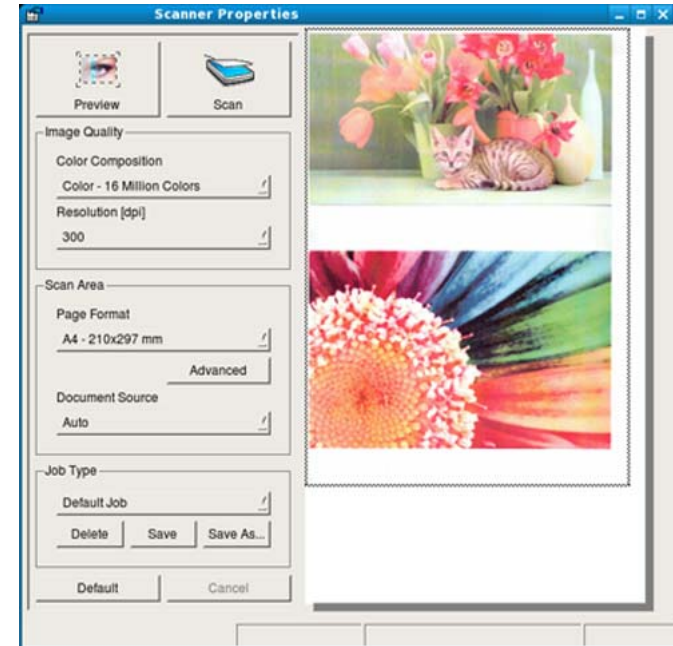 Scanner Properties
Preview
Scan
Image Quality
Color Composition
Color - 16 Million Colors
Resolution [dpi]
300
Scan Area
Page Format
A4 - 210x297 mm
Advanced
Document Source
Auto
Job Type
Default Job
Delete
Save
Save As...
Default
Cancel